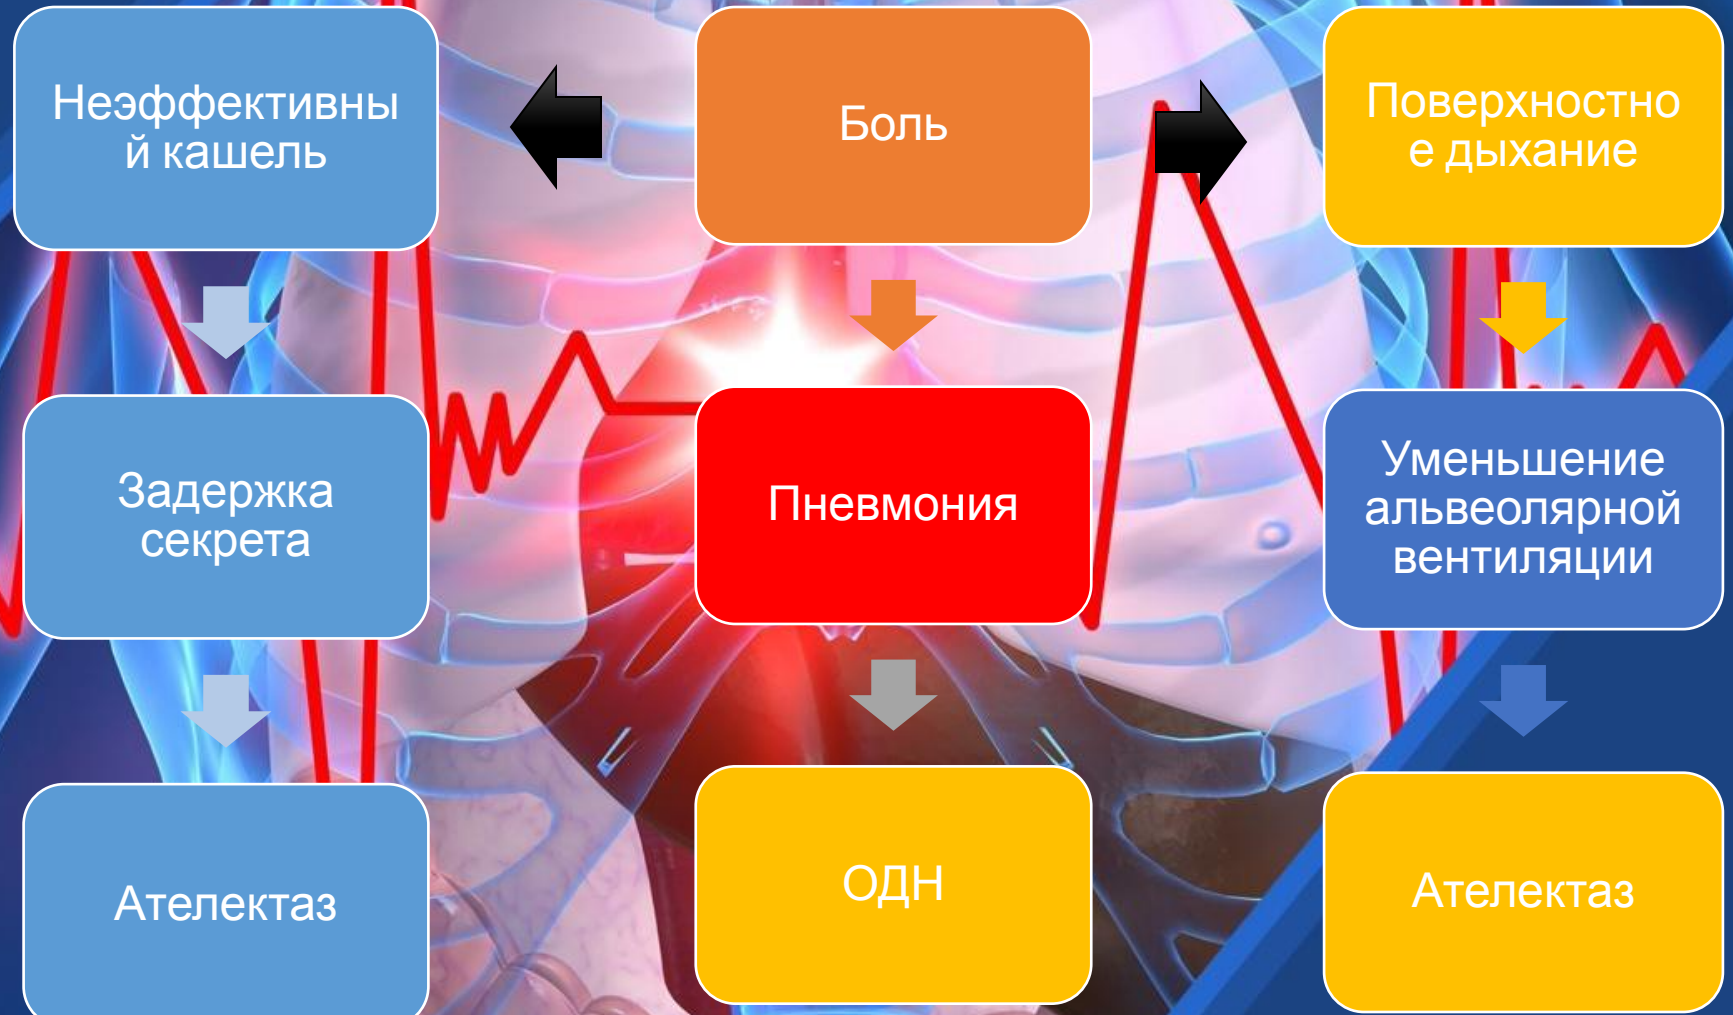 Неэффективны
й кашель
Боль
Поверхностно
е дыхание
Задержка
секрета
Пневмония
Уменьшение
альвеолярной
вентиляции
Ателектаз
ОДН
Ателектаз